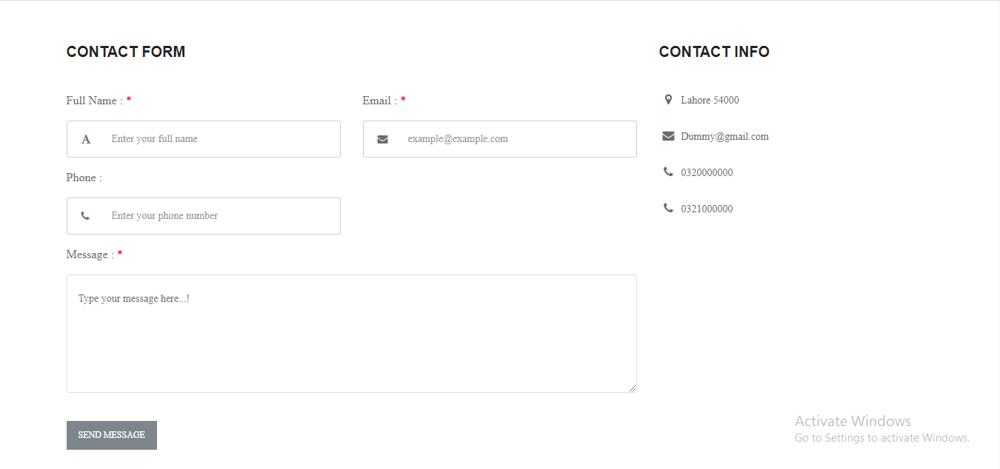 CONTACT FORM
Full Name : *
A Enter your full name
Email : *
example@example.com
Phone :
Enter your phone number
Message : *
Type your message here...!
SEND MESSAGE
CONTACT INFO
Lahore 54000
Dummy@gmail.com
0320000000
0321000000
Activate Windows
Go to Settings to activate Windows.